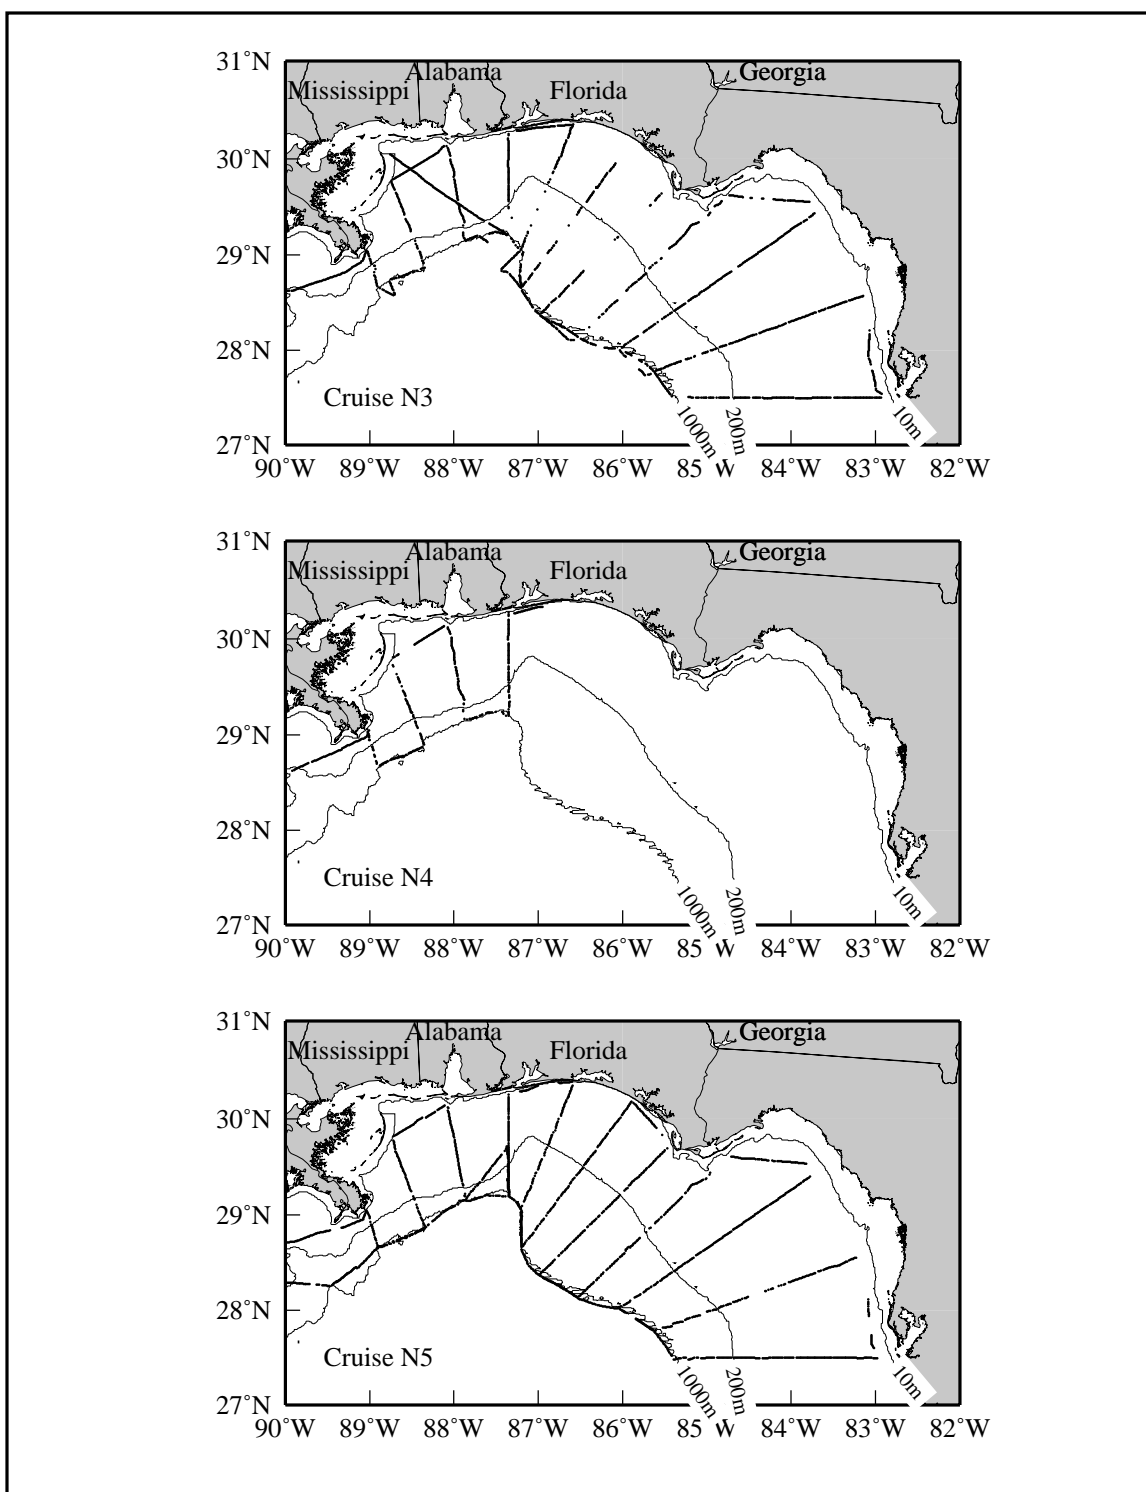 31˚N
Alabama
Georgia
Mississippi
Florida
30˚N
29˚N
28˚N
Cruise N3
1000m
200m
10m
27˚N
90˚W 89˚W 88˚W 87˚W 86˚W 85˚W 84˚W 83˚W 82˚W
31˚N
Alabama
Georgia
Mississippi
Florida
30˚N
29˚N
28˚N
Cruise N4
1000m
200m
10m
27˚N
90˚W 89˚W 88˚W 87˚W 86˚W 85˚W 84˚W 83˚W 82˚W
31˚N
Alabama
Georgia
Mississippi
Florida
30˚N
29˚N
28˚N
Cruise N5
1000m
200m
10m
27˚N
90˚W 89˚W 88˚W 87˚W 86˚W 85˚W 84˚W 83˚W 82˚W